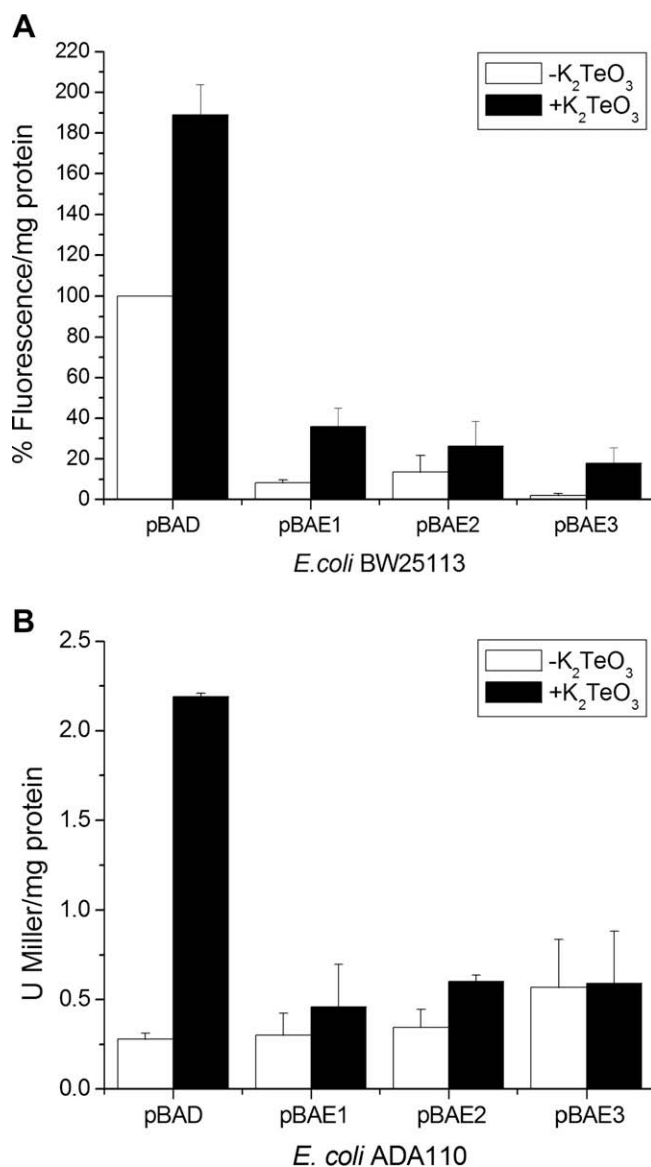 A
-K₂TeO₃
+K₂TeO₃
% Fluorescence/mg protein
220
200
180
160
140
120
100
80
60
40
20
0
pBAD pBAE1 pBAE2 pBAE3
E.coli BW25113
B
-K₂TeO₃
+K₂TeO₃
U Miller/mg protein
2.5
2.0
1.5
1.0
0.5
0.0
pBAD pBAE1 pBAE2 pBAE3
E. coli ADA110